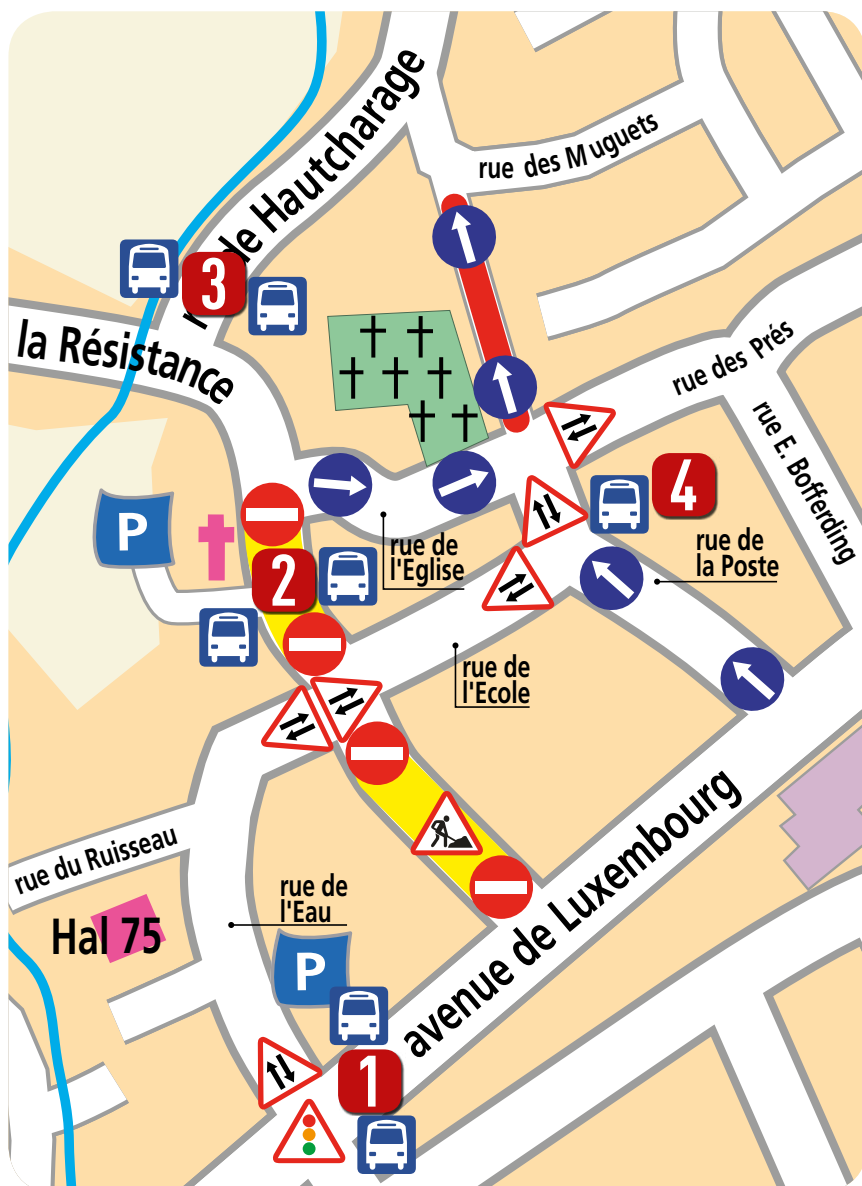 rue des Muguets
rue de Hautcharage
3
la Résistance
rue des Prés
rue E. Bofferding
4
P
rue de
l'Eglise
rue de
la Poste
2
rue de
l'Ecole
rue du Ruisseau
rue de
l'Eau
Hal 75
P
avenue de Luxembourg
1